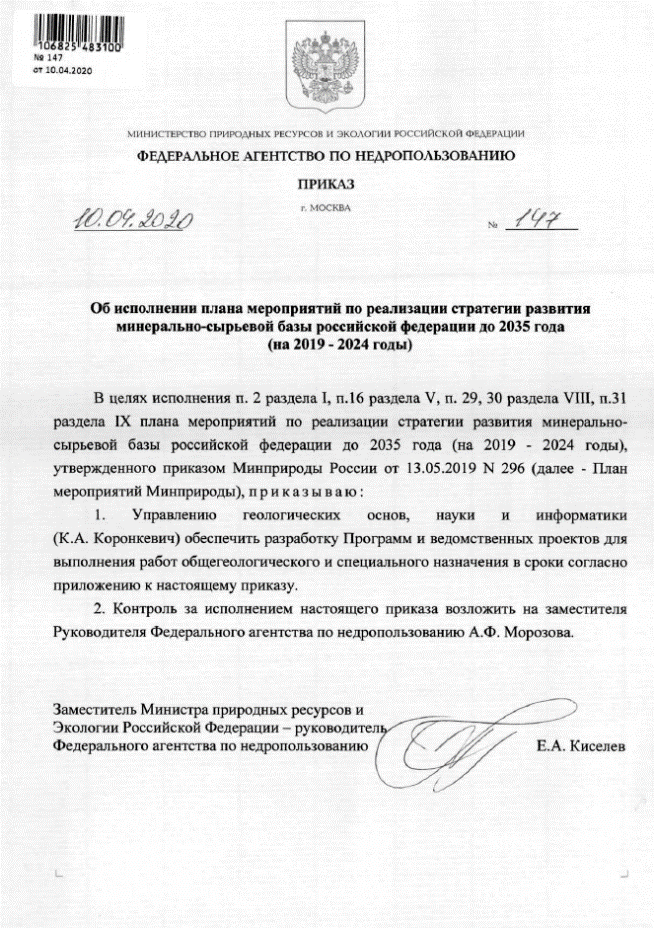 106825 483100
№ 147
от 10.04.2020
МИНИСТЕРСТВО ПРИРОДНЫХ РЕСУРСОВ И ЭКОЛОГИИ РОССИЙСКОЙ ФЕДЕРАЦИИ
ФЕДЕРАЛЬНОЕ АГЕНТСТВО ПО НЕДРОПОЛЬЗОВАНИЮ
ПРИКАЗ
г. МОСКВА
10.04.2020 № 147
Об исполнении плана мероприятий по реализации стратегии развития
минерально-сырьевой базы российской федерации до 2035 года
(на 2019 - 2024 годы)
В целях исполнения п. 2 раздела I, п.16 раздела V, п. 29, 30 раздела VIII, п.31
раздела IX плана мероприятий по реализации стратегии развития минерально-
сырьевой базы российской федерации до 2035 года (на 2019 - 2024 годы),
утвержденного приказом Минприроды России от 13.05.2019 N 296 (далее - План
мероприятий Минприроды), п р и к а з ы в а ю :
1. Управлению геологических основ, науки и информатики
(К.А. Коронкевич) обеспечить разработку Программ и ведомственных проектов для
выполнения работ общегеологического и специального назначения в сроки согласно
приложению к настоящему приказу.
2. Контроль за исполнением настоящего приказа возложить на заместителя
Руководителя Федерального агентства по недропользованию А.Ф. Морозова.
Заместитель Министра природных ресурсов и
Экологии Российской Федерации – руководитель
Федерального агентства по недропользованию Е.А. Киселев